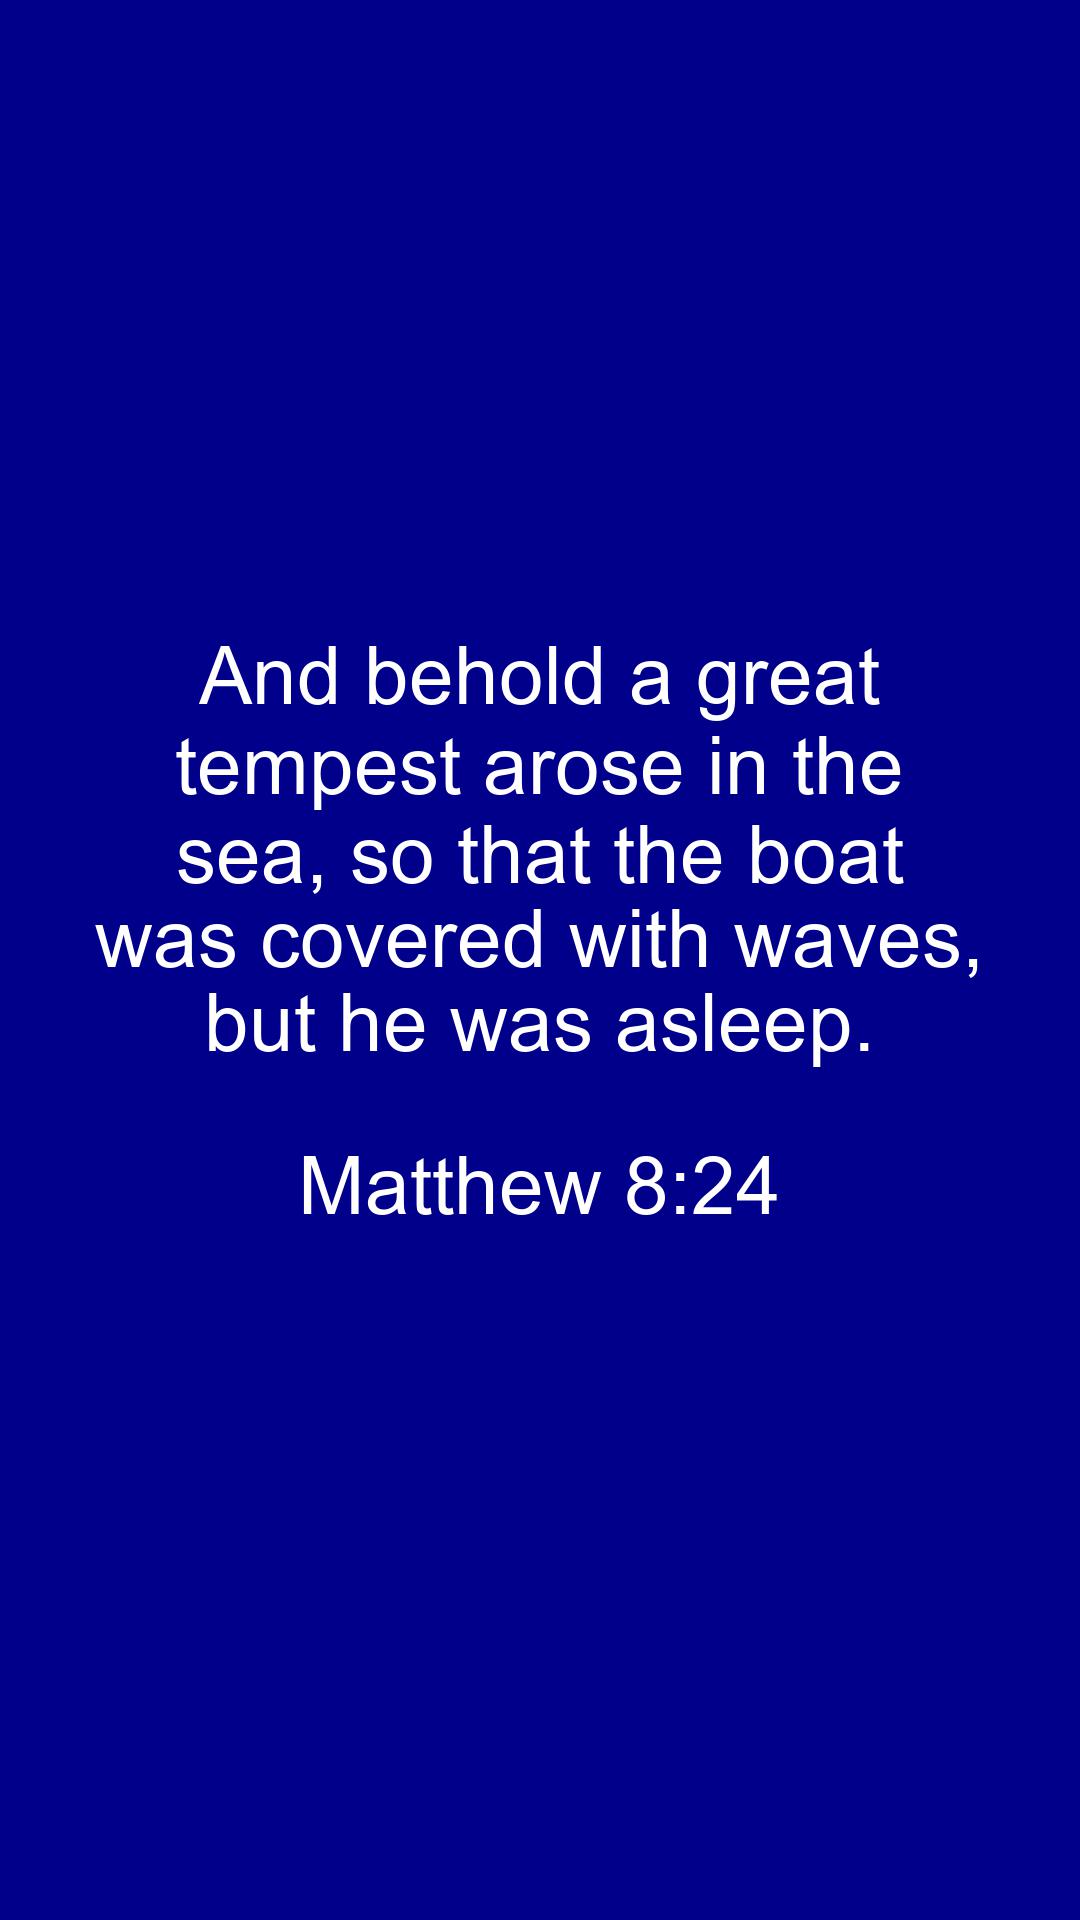 And behold a great
tempest arose in the
sea, so that the boat
was covered with waves,
but he was asleep.
Matthew 8:24